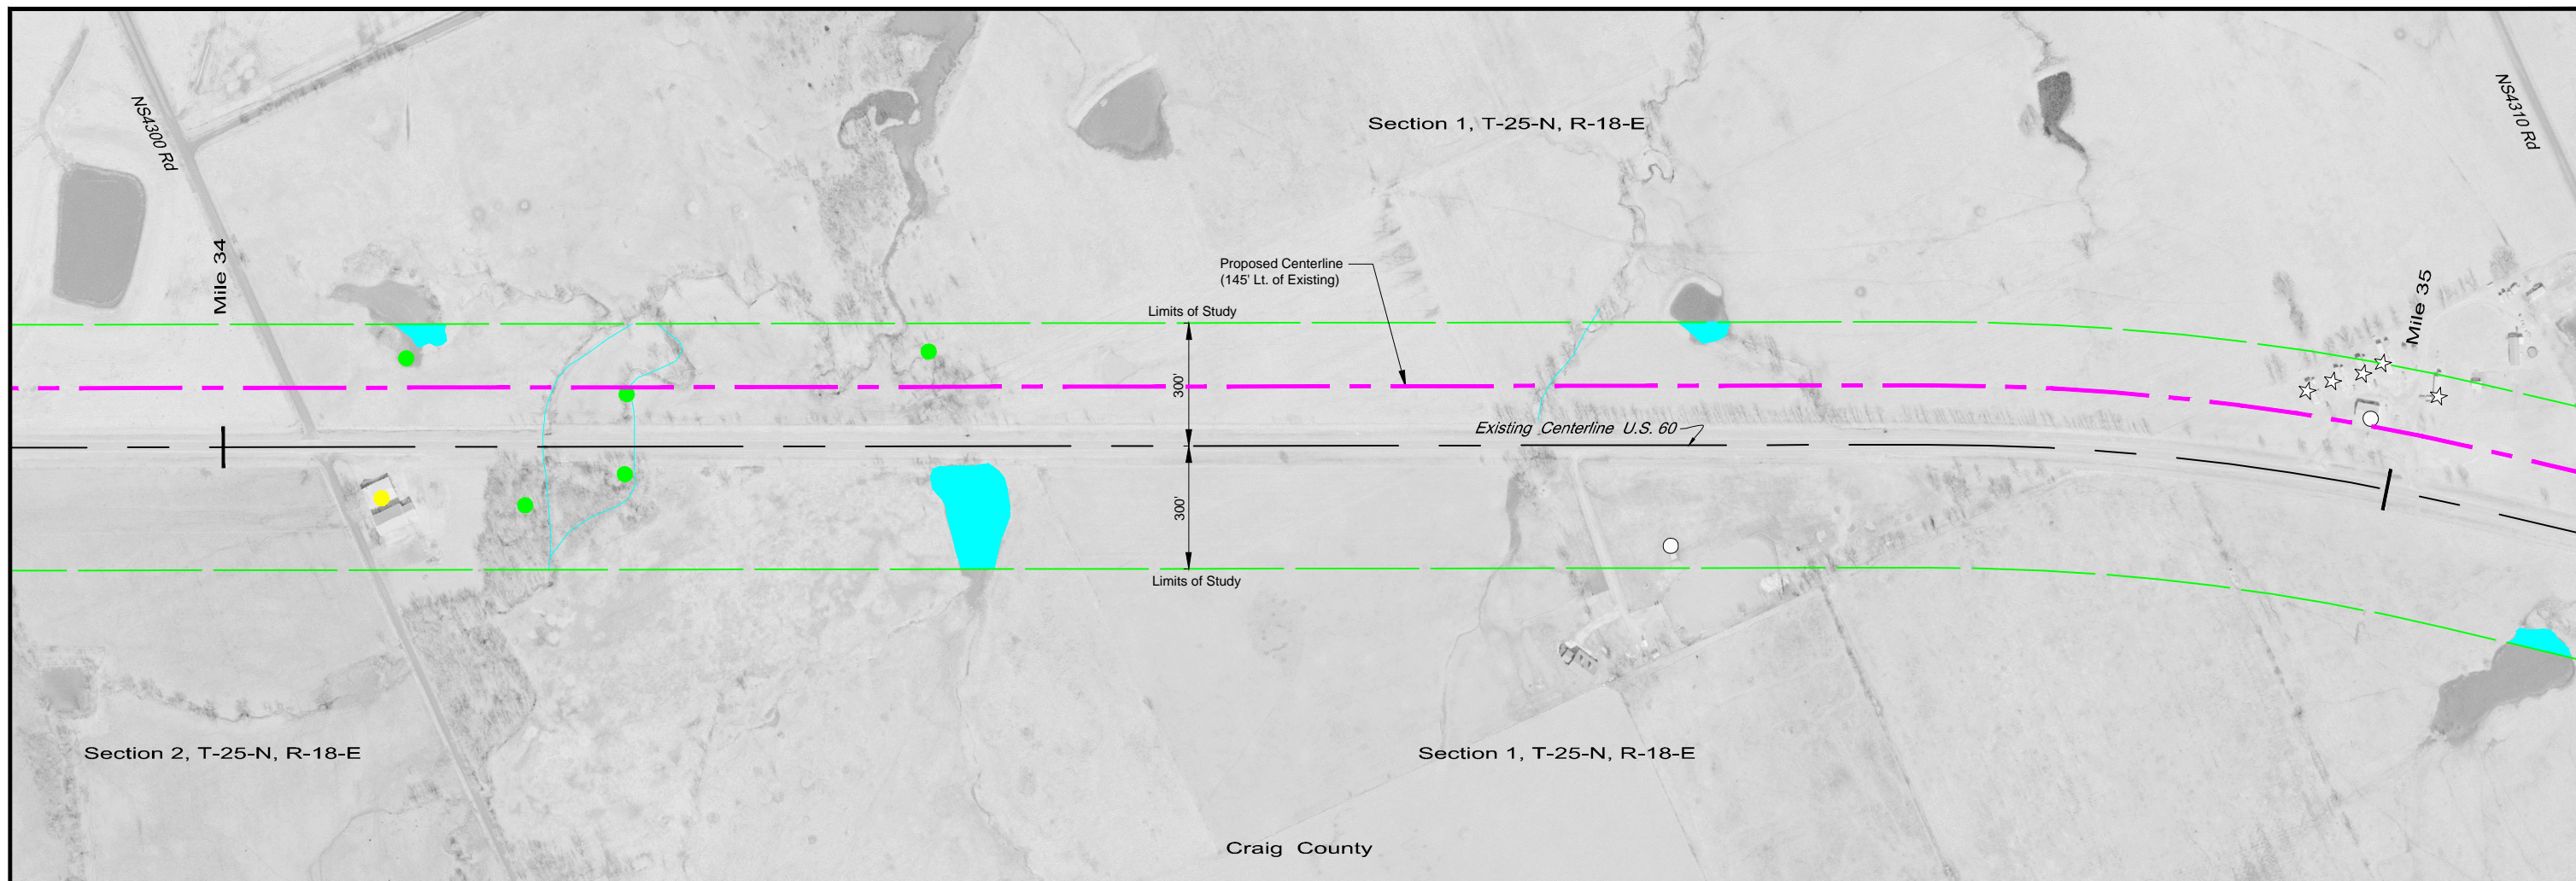 NS4300 Rd
NS4310 Rd
Section 1, T-25-N, R-18-E
Mile 34
Proposed Centerline
(145' Lt. of Existing)
Mile 35
Limits of Study
300'
Existing Centerline U.S. 60
300'
Limits of Study
Section 2, T-25-N, R-18-E
Section 1, T-25-N, R-18-E
Craig County